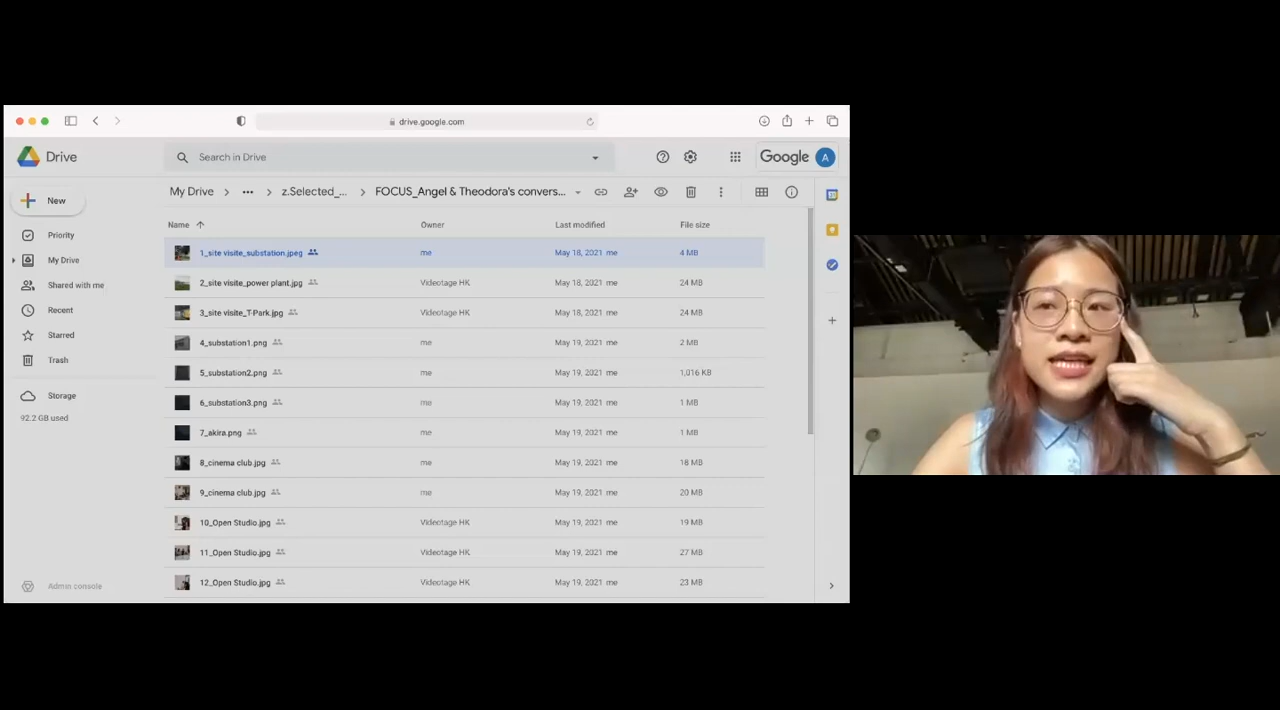 drive.google.com
Drive
Search in Drive
Google A
New
My Drive ••• z.Selected_... FOCUS_Angel & Theodora's convers...
Priority
My Drive
Shared with me
Recent
Starred
Trash
Storage
92.2 GB used
Admin console
Name Owner Last modified File size
1_site visite_substation.jpeg me May 18, 2021 me 4 MB
2_site visite_power plant.jpg Videotage HK May 18, 2021 me 24 MB
3_site visite_T-Park.jpg Videotage HK May 18, 2021 me 24 MB
4_substation1.png me May 19, 2021 me 2 MB
5_substation2.png me May 19, 2021 me 1,016 KB
6_substation3.png me May 19, 2021 me 1 MB
7_akira.png me May 19, 2021 me 1 MB
8_cinema club.jpg me May 19, 2021 me 18 MB
9_cinema club.jpg me May 19, 2021 me 20 MB
10_Open Studio.jpg Videotage HK May 19, 2021 me 19 MB
11_Open Studio.jpg Videotage HK May 19, 2021 me 27 MB
12_Open Studio.jpg Videotage HK May 19, 2021 me 23 MB